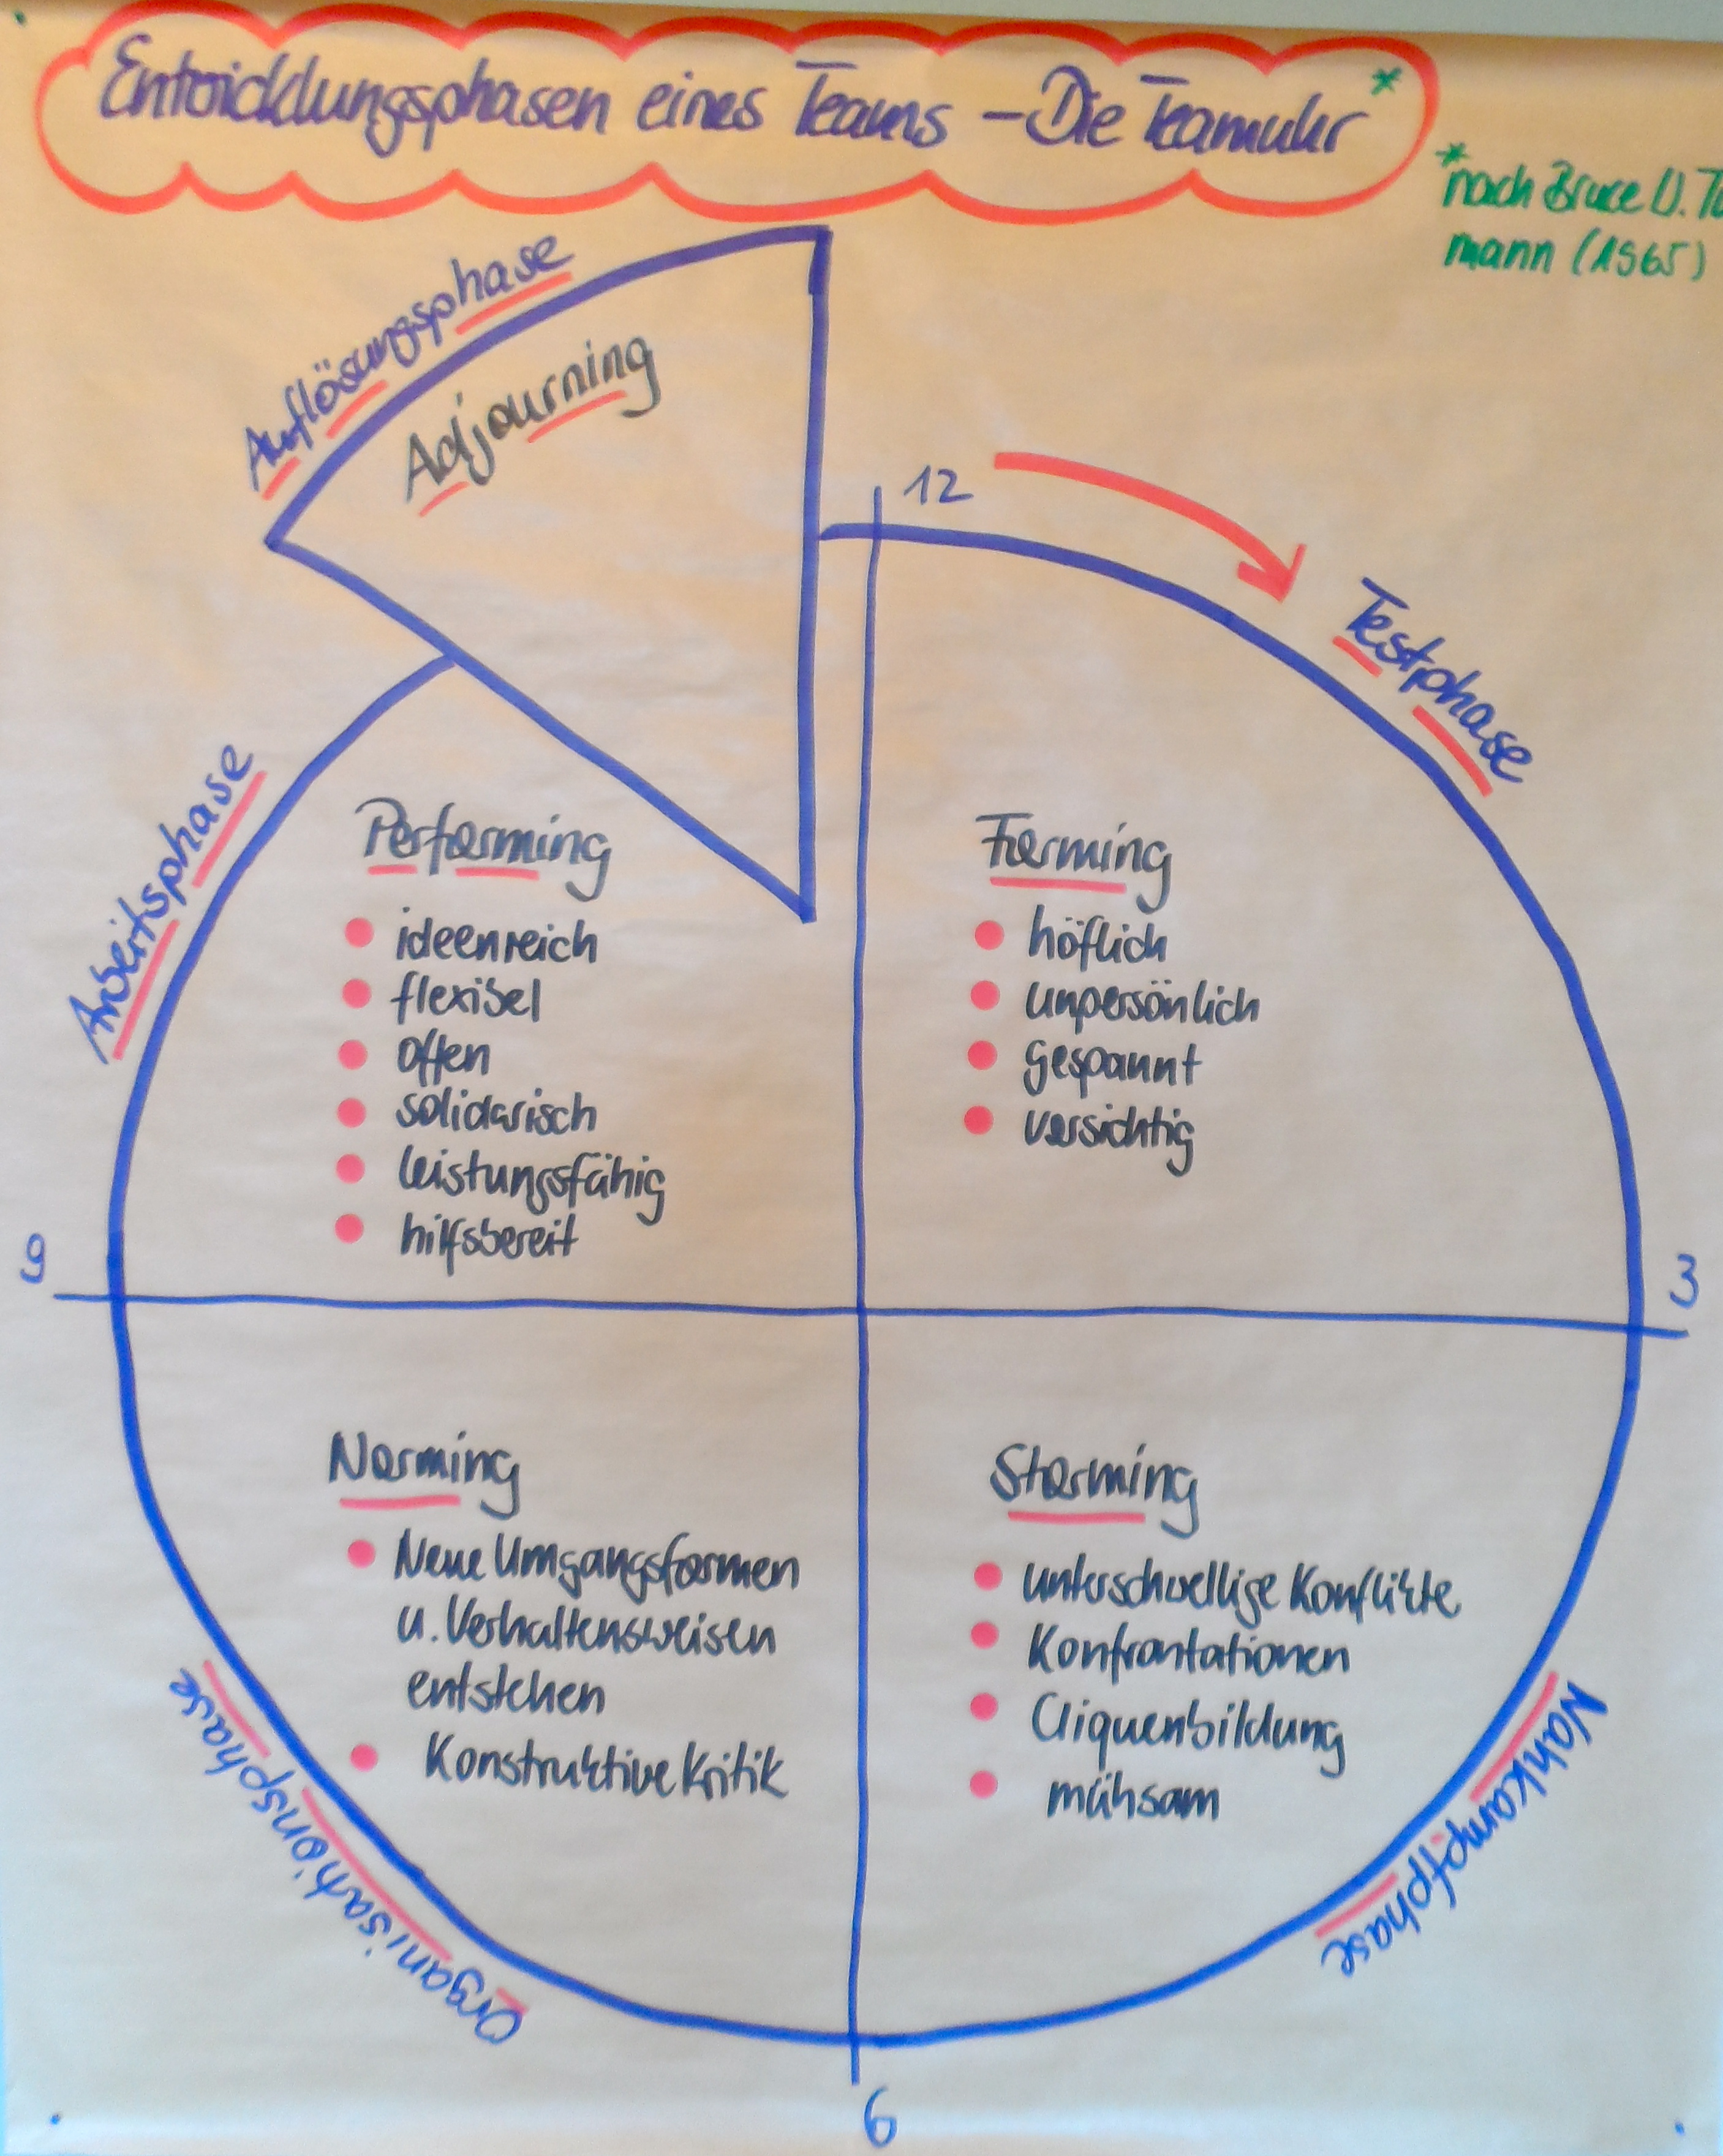 Entwicklungsphasen eines Teams – Die Teamuhr*
*nach Bruce W. Tu
mann (1965)
Auflösungsphase
Adjourning
12
Testphase
Arbeitsphase
Performing
ideenreich
flexibel
offen
solidarisch
leistungsfähig
hilfsbereit
Forming
höflich
unpersönlich
gespannt
vorsichtig
9
3
Norming
Neue Umgangsformen
u. Verhaltensweisen
entstehen
Konstruktive Kritik
Storming
unterschwellige Konflikte
Konfrontationen
Cliquenbildung
mühsam
Organisationsphase
Nahkampfphase
6